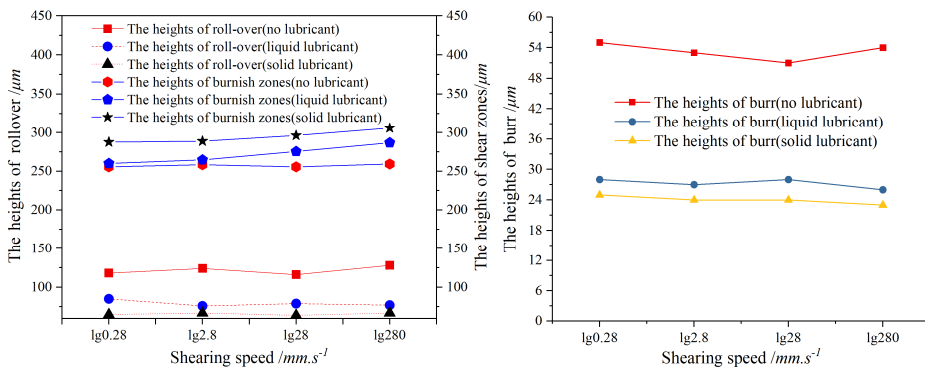 450
400
350
300
250
200
150
100
The heights of rollover /μm
The heights of roll-over(no lubricant)
The heights of roll-over(liquid lubricant)
The heights of roll-over(solid lubricant)
The heights of burnish zones(no lubricant)
The heights of burnish zones(liquid lubricant)
The heights of burnish zones(solid lubricant)
450
400
350
300
250
200
150
100
The heights of shear zones/μm
lg0.28 lg2.8 lg28 lg280
Shearing speed /mm.s-1
60
54
48
42
36
30
24
18
12
6
0
The heights of burr /μm
The heights of burr(no lubricant)
The heights of burr(liquid lubricant)
The heights of burr(solid lubricant)
lg0.28 lg2.8 lg28 lg280
Shearing speed /mm.s-1